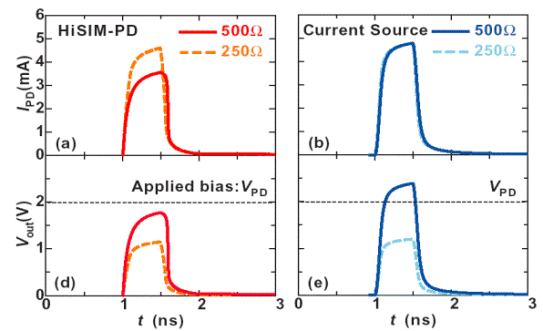 HiSIM-PD
500Ω
250Ω
Current Source
500Ω
250Ω
I_PD(mA)
6
5
4
3
2
1
0
(a)
(b)
Applied bias:V_PD
V_PD
V_out(V)
3
2
1
0
(d)
(e)
0 1 2 3
0 1 2 3
t (ns)
t (ns)